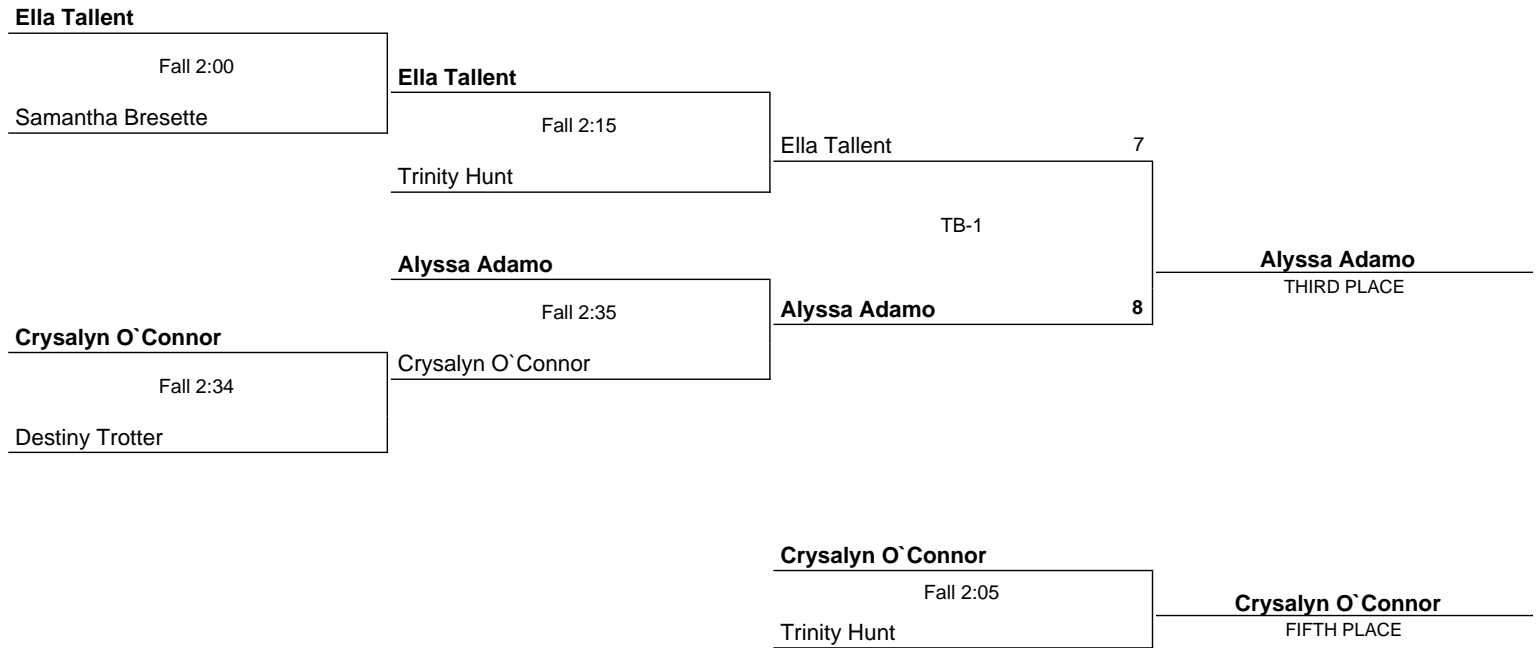 Ella Tallent
Fall 2:00
Samantha Bresette
Ella Tallent
Fall 2:15
Trinity Hunt
Ella Tallent 7
TB-1
Alyssa Adamo 8
Alyssa Adamo
THIRD PLACE
Alyssa Adamo
Fall 2:35
Crysalyn O`Connor
Crysalyn O`Connor
Fall 2:34
Destiny Trotter
Crysalyn O`Connor
Fall 2:05
Trinity Hunt
Crysalyn O`Connor
FIFTH PLACE